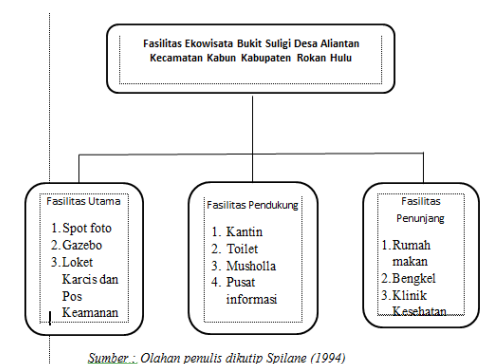 Fasilitas Ekowisata Bukit Suligi Desa Aliantan
Kecamatan Kabun Kabupaten Rokan Hulu
Fasilitas Utama
1. Spot foto
2. Gazebo
3. Loket
Karcis dan
Pos
Keamanan
Fasilitas Pendukung
1. Kantin
2. Toilet
3. Musholla
4. Pusat
informasi
Fasilitas
Penunjang
1. Rumah
makan
2. Bengkel
3. Klinik
Kesehatan
Sumber : Olahan penulis dikutip Spilane (1994)